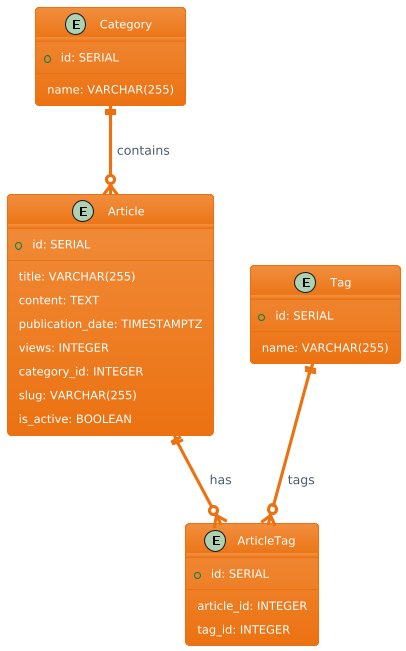 E Category
id: SERIAL
name: VARCHAR(255)
contains
E Article
id: SERIAL
title: VARCHAR(255)
content: TEXT
publication_date: TIMESTAMPTZ
views: INTEGER
category_id: INTEGER
slug: VARCHAR(255)
is_active: BOOLEAN
E Tag
id: SERIAL
name: VARCHAR(255)
has
tags
E ArticleTag
id: SERIAL
article_id: INTEGER
tag_id: INTEGER